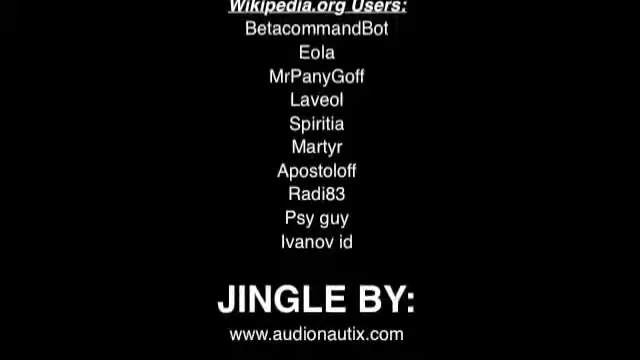 Wikipedia.org Users:
BetacommandBot
Eola
MrPanyGoff
Laveol
Spiritia
Martyr
Apostoloff
Radi83
Psy guy
Ivanov id
JINGLE BY:
www.audionautix.com